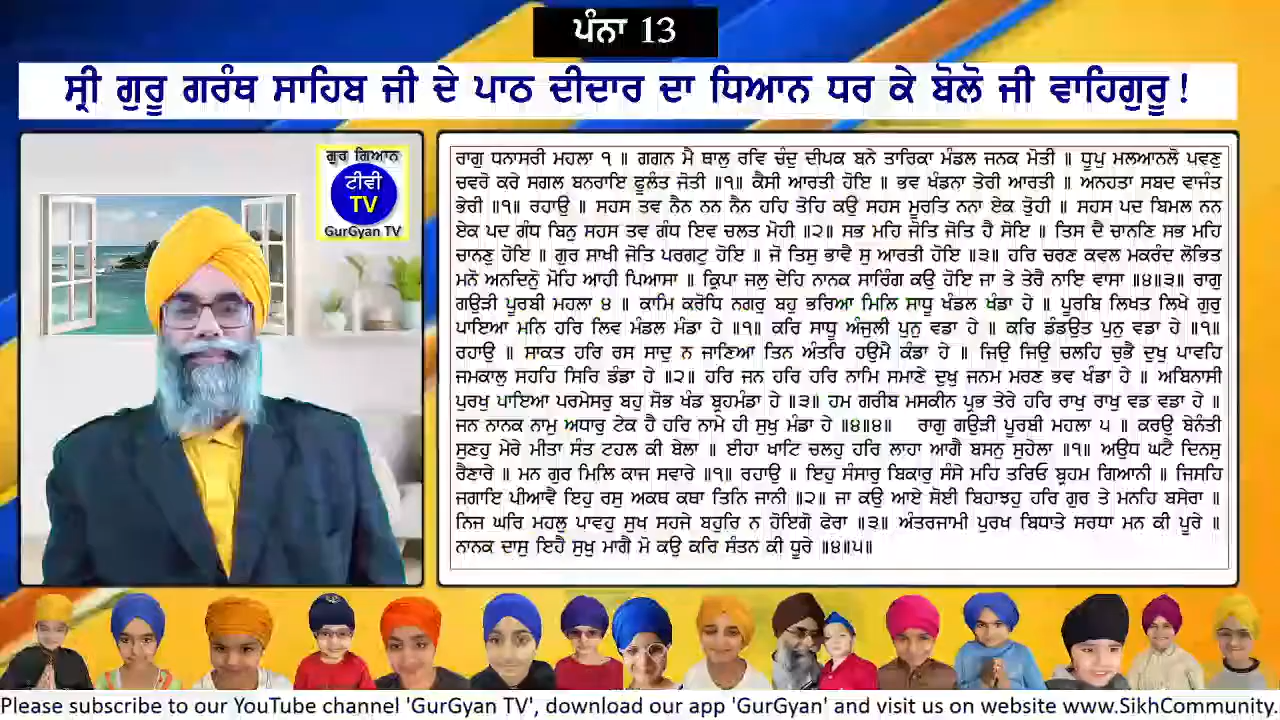 ਪੰਨਾ 13
ਸ੍ਰੀ ਗੁਰੂ ਗਰੰਥ ਸਾਹਿਬ ਜੀ ਦੇ ਪਾਠ ਦੀਦਾਰ ਦਾ ਧਿਆਨ ਧਰ ਕੇ ਬੋਲੋ ਜੀ ਵਾਹਿਗੁਰੂ!
ਗੁਰ ਗਿਆਨ
ਟੀਵੀ
TV
GurGyan TV
ਰਾਗੁ ਧਨਾਸਰੀ ਮਹਲਾ ੧ ॥ ਗਗਨ ਮੈ ਥਾਲੁ ਰਵਿ ਚੰਦੁ ਦੀਪਕ ਬਨੇ ਤਾਰਿਕਾ ਮੰਡਲ ਜਨਕ ਮੋਤੀ ॥ ਧੂਪੁ ਮਲਆਨਲੋ ਪਵਣੁ
ਚਵਰੋ ਕਰੇ ਸਗਲ ਬਨਰਾਇ ਫੂਲੰਤ ਜੋਤੀ ॥੧॥ ਕੈਸੀ ਆਰਤੀ ਹੋਇ ॥ ਭਵ ਖੰਡਨਾ ਤੇਰੀ ਆਰਤੀ ॥ ਅਨਹਤਾ ਸਬਦ ਵਾਜੰਤ
ਭੇਰੀ ॥੧॥ ਰਹਾਉ ॥ ਸਹਸ ਤਵ ਨੈਨ ਨਨ ਨੈਨ ਹਹਿ ਤੋਹਿ ਕਉ ਸਹਸ ਮੂਰਤਿ ਨਨਾ ਏਕ ਤੋੁਹੀ ॥ ਸਹਸ ਪਦ ਬਿਮਲ ਨਨ
ਏਕ ਪਦ ਗੰਧ ਬਿਨੁ ਸਹਸ ਤਵ ਗੰਧ ਇਵ ਚਲਤ ਮੋਹੀ ॥੨॥ ਸਭ ਮਹਿ ਜੋਤਿ ਜੋਤਿ ਹੈ ਸੋਇ ॥ ਤਿਸ ਦੈ ਚਾਨਣਿ ਸਭ ਮਹਿ
ਚਾਨਣੁ ਹੋਇ ॥ ਗੁਰ ਸਾਖੀ ਜੋਤਿ ਪਰਗਟੁ ਹੋਇ ॥ ਜੋ ਤਿਸੁ ਭਾਵੈ ਸੁ ਆਰਤੀ ਹੋਇ ॥੩॥ ਹਰਿ ਚਰਣ ਕਵਲ ਮਕਰੰਦ ਲੋਭਿਤ
ਮਨੋ ਅਨਦਿਨੋੁ ਮੋਹਿ ਆਹੀ ਪਿਆਸਾ ॥ ਕ੍ਰਿਪਾ ਜਲੁ ਦੇਹਿ ਨਾਨਕ ਸਾਰਿੰਗ ਕਉ ਹੋਇ ਜਾ ਤੇ ਤੇਰੈ ਨਾਇ ਵਾਸਾ ॥੪॥੩॥ ਰਾਗੁ
ਗਉੜੀ ਪੂਰਬੀ ਮਹਲਾ ੪ ॥ ਕਾਮਿ ਕਰੋਧਿ ਨਗਰੁ ਬਹੁ ਭਰਿਆ ਮਿਲਿ ਸਾਧੂ ਖੰਡਲ ਖੰਡਾ ਹੇ ॥ ਪੂਰਬਿ ਲਿਖਤ ਲਿਖੇ ਗੁਰੁ
ਪਾਇਆ ਮਨਿ ਹਰਿ ਲਿਵ ਮੰਡਲ ਮੰਡਾ ਹੇ ॥੧॥ ਕਰਿ ਸਾਧੂ ਅੰਜੁਲੀ ਪੁਨੁ ਵਡਾ ਹੇ ॥ ਕਰਿ ਡੰਡਉਤ ਪੁਨੁ ਵਡਾ ਹੇ ॥੧॥
ਰਹਾਉ ॥ ਸਾਕਤ ਹਰਿ ਰਸ ਸਾਦੁ ਨ ਜਾਣਿਆ ਤਿਨ ਅੰਤਰਿ ਹਉਮੈ ਕੰਡਾ ਹੇ ॥ ਜਿਉ ਜਿਉ ਚਲਹਿ ਚੁਭੈ ਦੁਖੁ ਪਾਵਹਿ
ਜਮਕਾਲੁ ਸਹਹਿ ਸਿਰਿ ਡੰਡਾ ਹੇ ॥੨॥ ਹਰਿ ਜਨ ਹਰਿ ਹਰਿ ਨਾਮਿ ਸਮਾਣੇ ਦੁਖੁ ਜਨਮ ਮਰਣ ਭਵ ਖੰਡਾ ਹੇ ॥ ਅਬਿਨਾਸੀ
ਪੁਰਖੁ ਪਾਇਆ ਪਰਮੇਸਰੁ ਬਹੁ ਸੋਭ ਖੰਡ ਬ੍ਰਹਮੰਡਾ ਹੇ ॥੩॥ ਹਮ ਗਰੀਬ ਮਸਕੀਨ ਪ੍ਰਭ ਤੇਰੇ ਹਰਿ ਰਾਖੁ ਰਾਖੁ ਵਡ ਵਡਾ ਹੇ ॥
ਜਨ ਨਾਨਕ ਨਾਮੁ ਅਧਾਰੁ ਟੇਕ ਹੈ ਹਰਿ ਨਾਮੇ ਹੀ ਸੁਖੁ ਮੰਡਾ ਹੇ ॥੪॥੪॥ ਰਾਗੁ ਗਉੜੀ ਪੂਰਬੀ ਮਹਲਾ ੫ ॥ ਕਰਉ ਬੇਨੰਤੀ
ਸੁਣਹੁ ਮੇਰੇ ਮੀਤਾ ਸੰਤ ਟਹਲ ਕੀ ਬੇਲਾ ॥ ਈਹਾ ਖਾਟਿ ਚਲਹੁ ਹਰਿ ਲਾਹਾ ਆਗੈ ਬਸਨੁ ਸੁਹੇਲਾ ॥੧॥ ਅਉਧ ਘਟੈ ਦਿਨਸੁ
ਰੈਣਾਰੇ ॥ ਮਨ ਗੁਰ ਮਿਲਿ ਕਾਜ ਸਵਾਰੇ ॥੧॥ ਰਹਾਉ ॥ ਇਹੁ ਸੰਸਾਰੁ ਬਿਕਾਰੁ ਸੰਸੇ ਮਹਿ ਤਰਿਓ ਬ੍ਰਹਮ ਗਿਆਨੀ ॥ ਜਿਸਹਿ
ਜਗਾਇ ਪੀਆਵੈ ਇਹੁ ਰਸੁ ਅਕਥ ਕਥਾ ਤਿਨਿ ਜਾਨੀ ॥੨॥ ਜਾ ਕਉ ਆਏ ਸੋਈ ਬਿਹਾਝਹੁ ਹਰਿ ਗੁਰ ਤੇ ਮਨਹਿ ਬਸੇਰਾ ॥
ਨਿਜ ਘਰਿ ਮਹਲੁ ਪਾਵਹੁ ਸੁਖ ਸਹਜੇ ਬਹੁਰਿ ਨ ਹੋਇਗੋ ਫੇਰਾ ॥੩॥ ਅੰਤਰਜਾਮੀ ਪੁਰਖ ਬਿਧਾਤੇ ਸਰਧਾ ਮਨ ਕੀ ਪੂਰੇ ॥
ਨਾਨਕ ਦਾਸੁ ਇਹੈ ਸੁਖੁ ਮਾਗੈ ਮੋ ਕਉ ਕਰਿ ਸੰਤਨ ਕੀ ਧੂਰੇ ॥੪॥੫॥
Please subscribe to our YouTube channel 'GurGyan TV', download our app 'GurGyan' and visit us on website www.SikhCommunity.